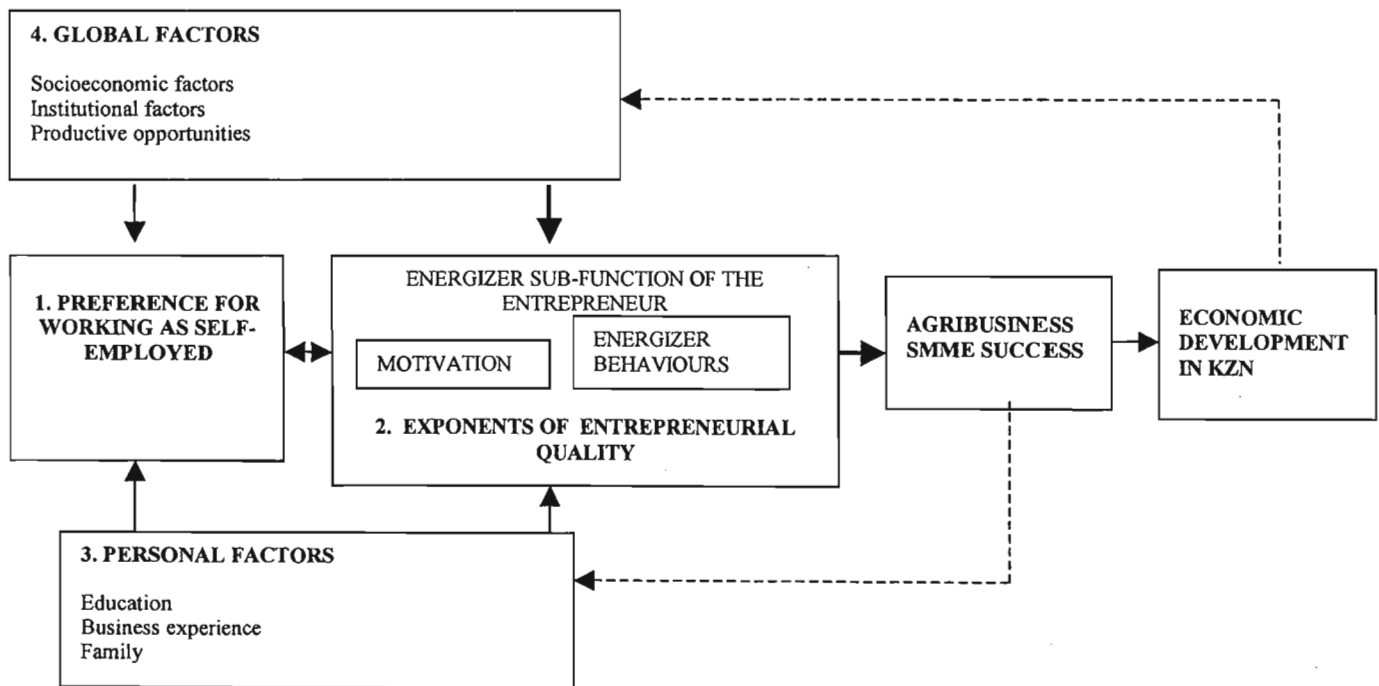 4. GLOBAL FACTORS
Socioeconomic factors
Institutional factors
Productive opportunities
1. PREFERENCE FOR
WORKING AS SELF-
EMPLOYED
ENERGIZER SUB-FUNCTION OF THE
ENTREPRENEUR
MOTIVATION
ENERGIZER
BEHAVIOURS
2. EXPONENTS OF ENTREPRENEURIAL
QUALITY
AGRIBUSINESS
SMME SUCCESS
ECONOMIC
DEVELOPMENT
IN KZN
3. PERSONAL FACTORS
Education
Business experience
Family